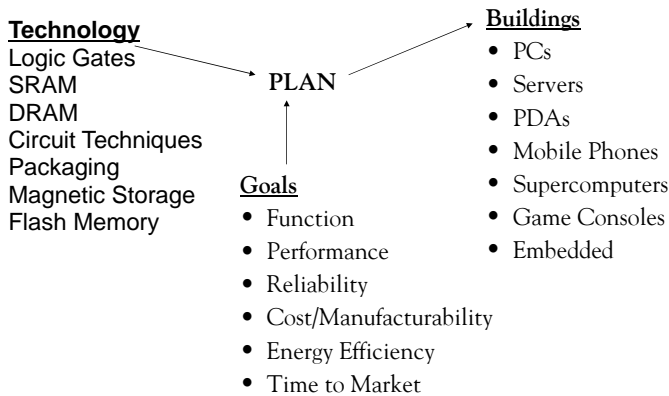 Technology
Logic Gates
SRAM
DRAM
Circuit Techniques
Packaging
Magnetic Storage
Flash Memory
PLAN
Goals
• Function
• Performance
• Reliability
• Cost/Manufacturability
• Energy Efficiency
• Time to Market
Buildings
• PCs
• Servers
• PDAs
• Mobile Phones
• Supercomputers
• Game Consoles
• Embedded